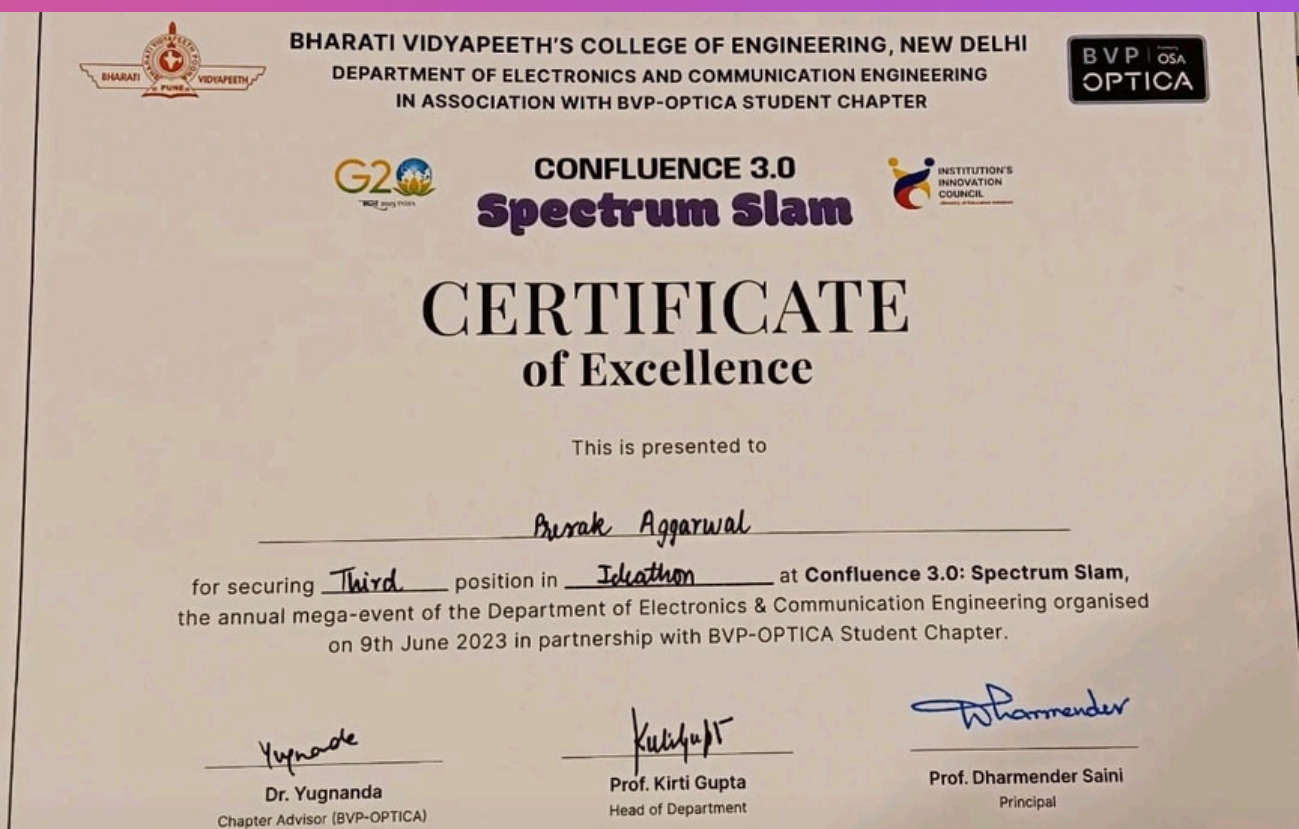 BHARATI VIDYAPEETH PUNE
BHARATI VIDYAPEETH'S COLLEGE OF ENGINEERING, NEW DELHI
DEPARTMENT OF ELECTRONICS AND COMMUNICATION ENGINEERING
IN ASSOCIATION WITH BVP-OPTICA STUDENT CHAPTER
BVP OSA
OPTICA
G20
CONFLUENCE 3.0
Spectrum Slam
INSTITUTION'S
INNOVATION
COUNCIL
CERTIFICATE
of Excellence
This is presented to
Aggarwal
for securing Third position in Ideathon at Confluence 3.0: Spectrum Slam,
the annual mega-event of the Department of Electronics & Communication Engineering organised
on 9th June 2023 in partnership with BVP-OPTICA Student Chapter.
Dr. Yugnanda
Chapter Advisor (BVP-OPTICA)
Prof. Kirti Gupta
Head of Department
Dharmender
Prof. Dharmender Saini
Principal